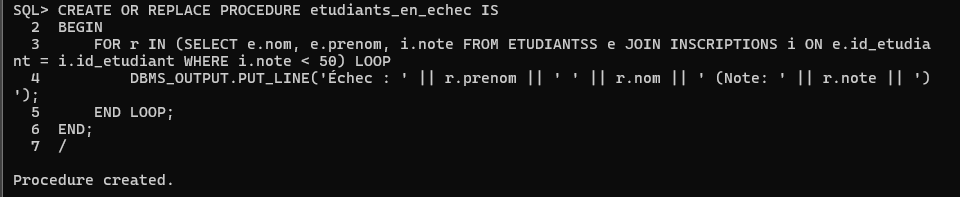 SQL> CREATE OR REPLACE PROCEDURE etudiants_en_echec IS
  2  BEGIN
  3      FOR r IN (SELECT e.nom, e.prenom, i.note FROM ETUDIANTSS e JOIN INSCRIPTIONS i ON e.id_etudia
nt = i.id_etudiant WHERE i.note < 50) LOOP
  4          DBMS_OUTPUT.PUT_LINE('Échec : ' || r.prenom || ' ' || r.nom || ' (Note: ' || r.note || ')
');
  5      END LOOP;
  6  END;
  7  /
Procedure created.